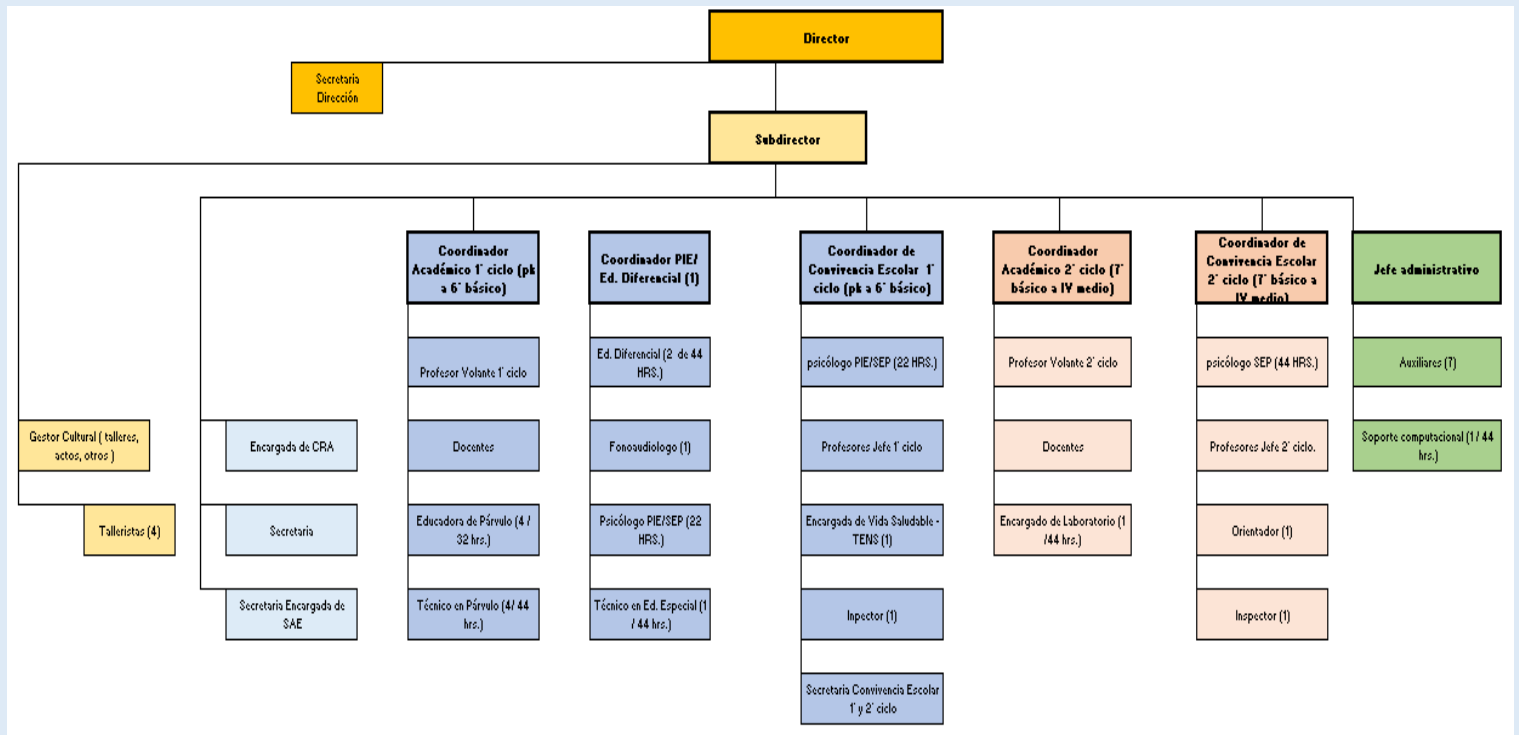 Director
Secretaria
Dirección
Subdirector
Coordinador
Académico 1° ciclo (pk
a 6° básico)
Coordinador PIE/
Ed. Diferencial (1)
Coordinador de
Convivencia Escolar 1°
ciclo (pk a 6° básico)
Coordinador
Académico 2° ciclo (7°
básico a IV medio)
Coordinador de
Convivencia Escolar
2° ciclo (7° básico a
IV medio)
Jefe administrativo
Profesor Volante 1° ciclo
Ed. Diferencial (2 de 44
HRS.)
psicólogo PIE/SEP (22 HRS.)
Profesor Volante 2° ciclo
psicólogo SEP (44 HRS.)
Auxiliares (7)
Gestor Cultural ( talleres,
actos, otros )
Encargada de CRA
Docentes
Fonoaudiologo (1)
Profesores Jefe 1° ciclo
Docentes
Profesores Jefe 2° ciclo.
Soporte computacional (1 / 44
hrs.)
Talleristas (4)
Secretaria
Educadora de Párvulo (4 /
32 hrs.)
Psicólogo PIE/SEP (22
HRS.)
Encargada de Vida Saludable -
TENS (1)
Encargado de Laboratorio (1
/44 hrs.)
Orientador (1)
Secretaria Encargada de
SAE
Técnico en Párvulo (4/ 44
hrs.)
Técnico en Ed. Especial (1
/ 44 hrs.)
Inpector (1)
Inspector (1)
Secretaria Convivencia Escolar
1° y 2° ciclo